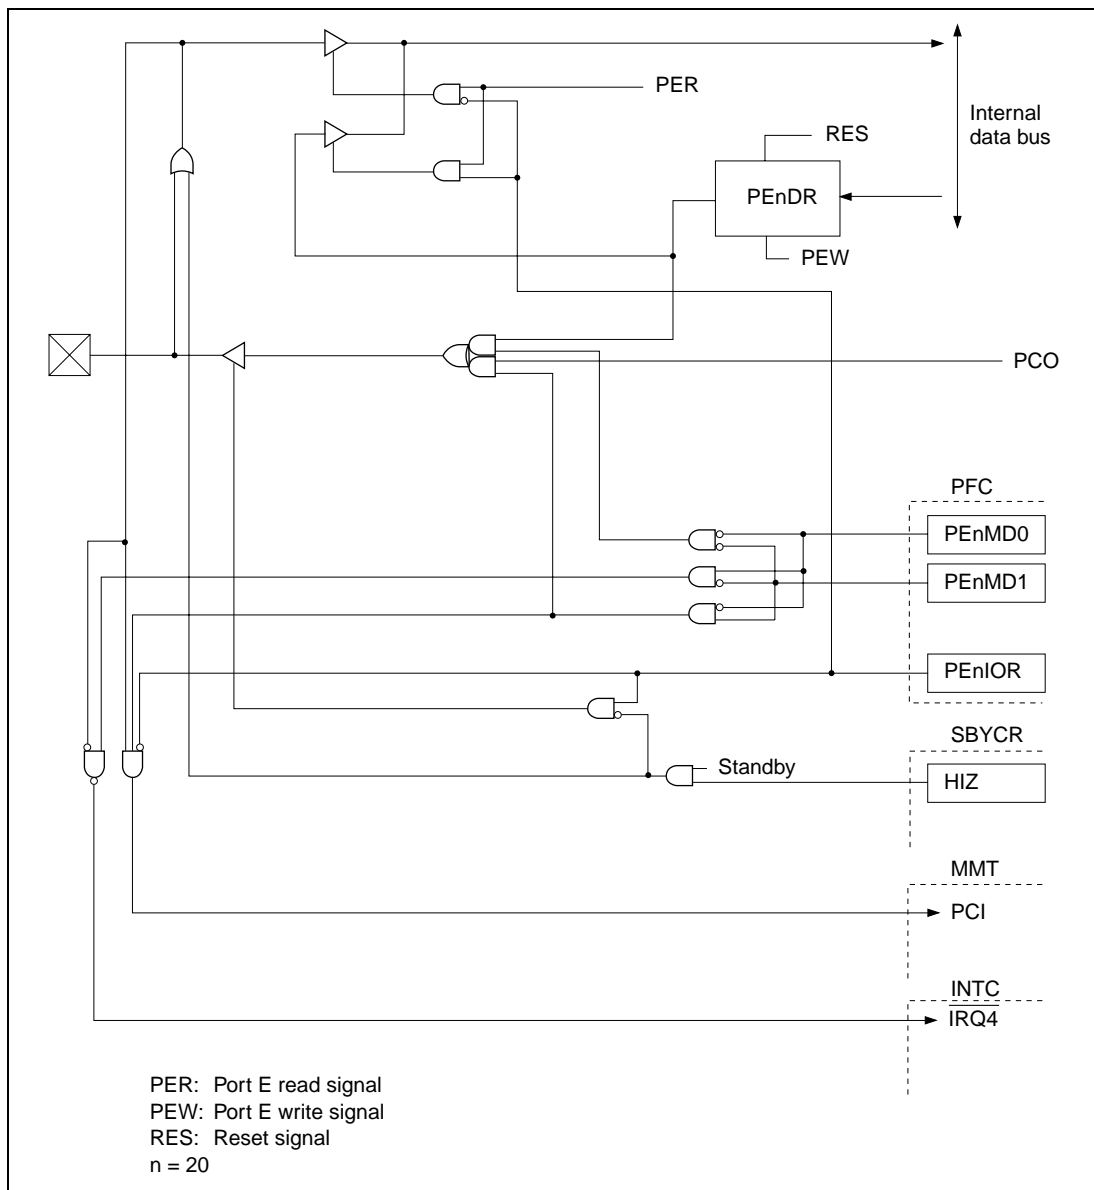 PER
Internal
data bus
RES
PEnDR
PEW
PCO
PFC
PEnMD0
PEnMD1
PEnIOR
SBYCR
Standby
HIZ
MMT
PCI
INTC
IRQ4
PER: Port E read signal
PEW: Port E write signal
RES: Reset signal
n = 20